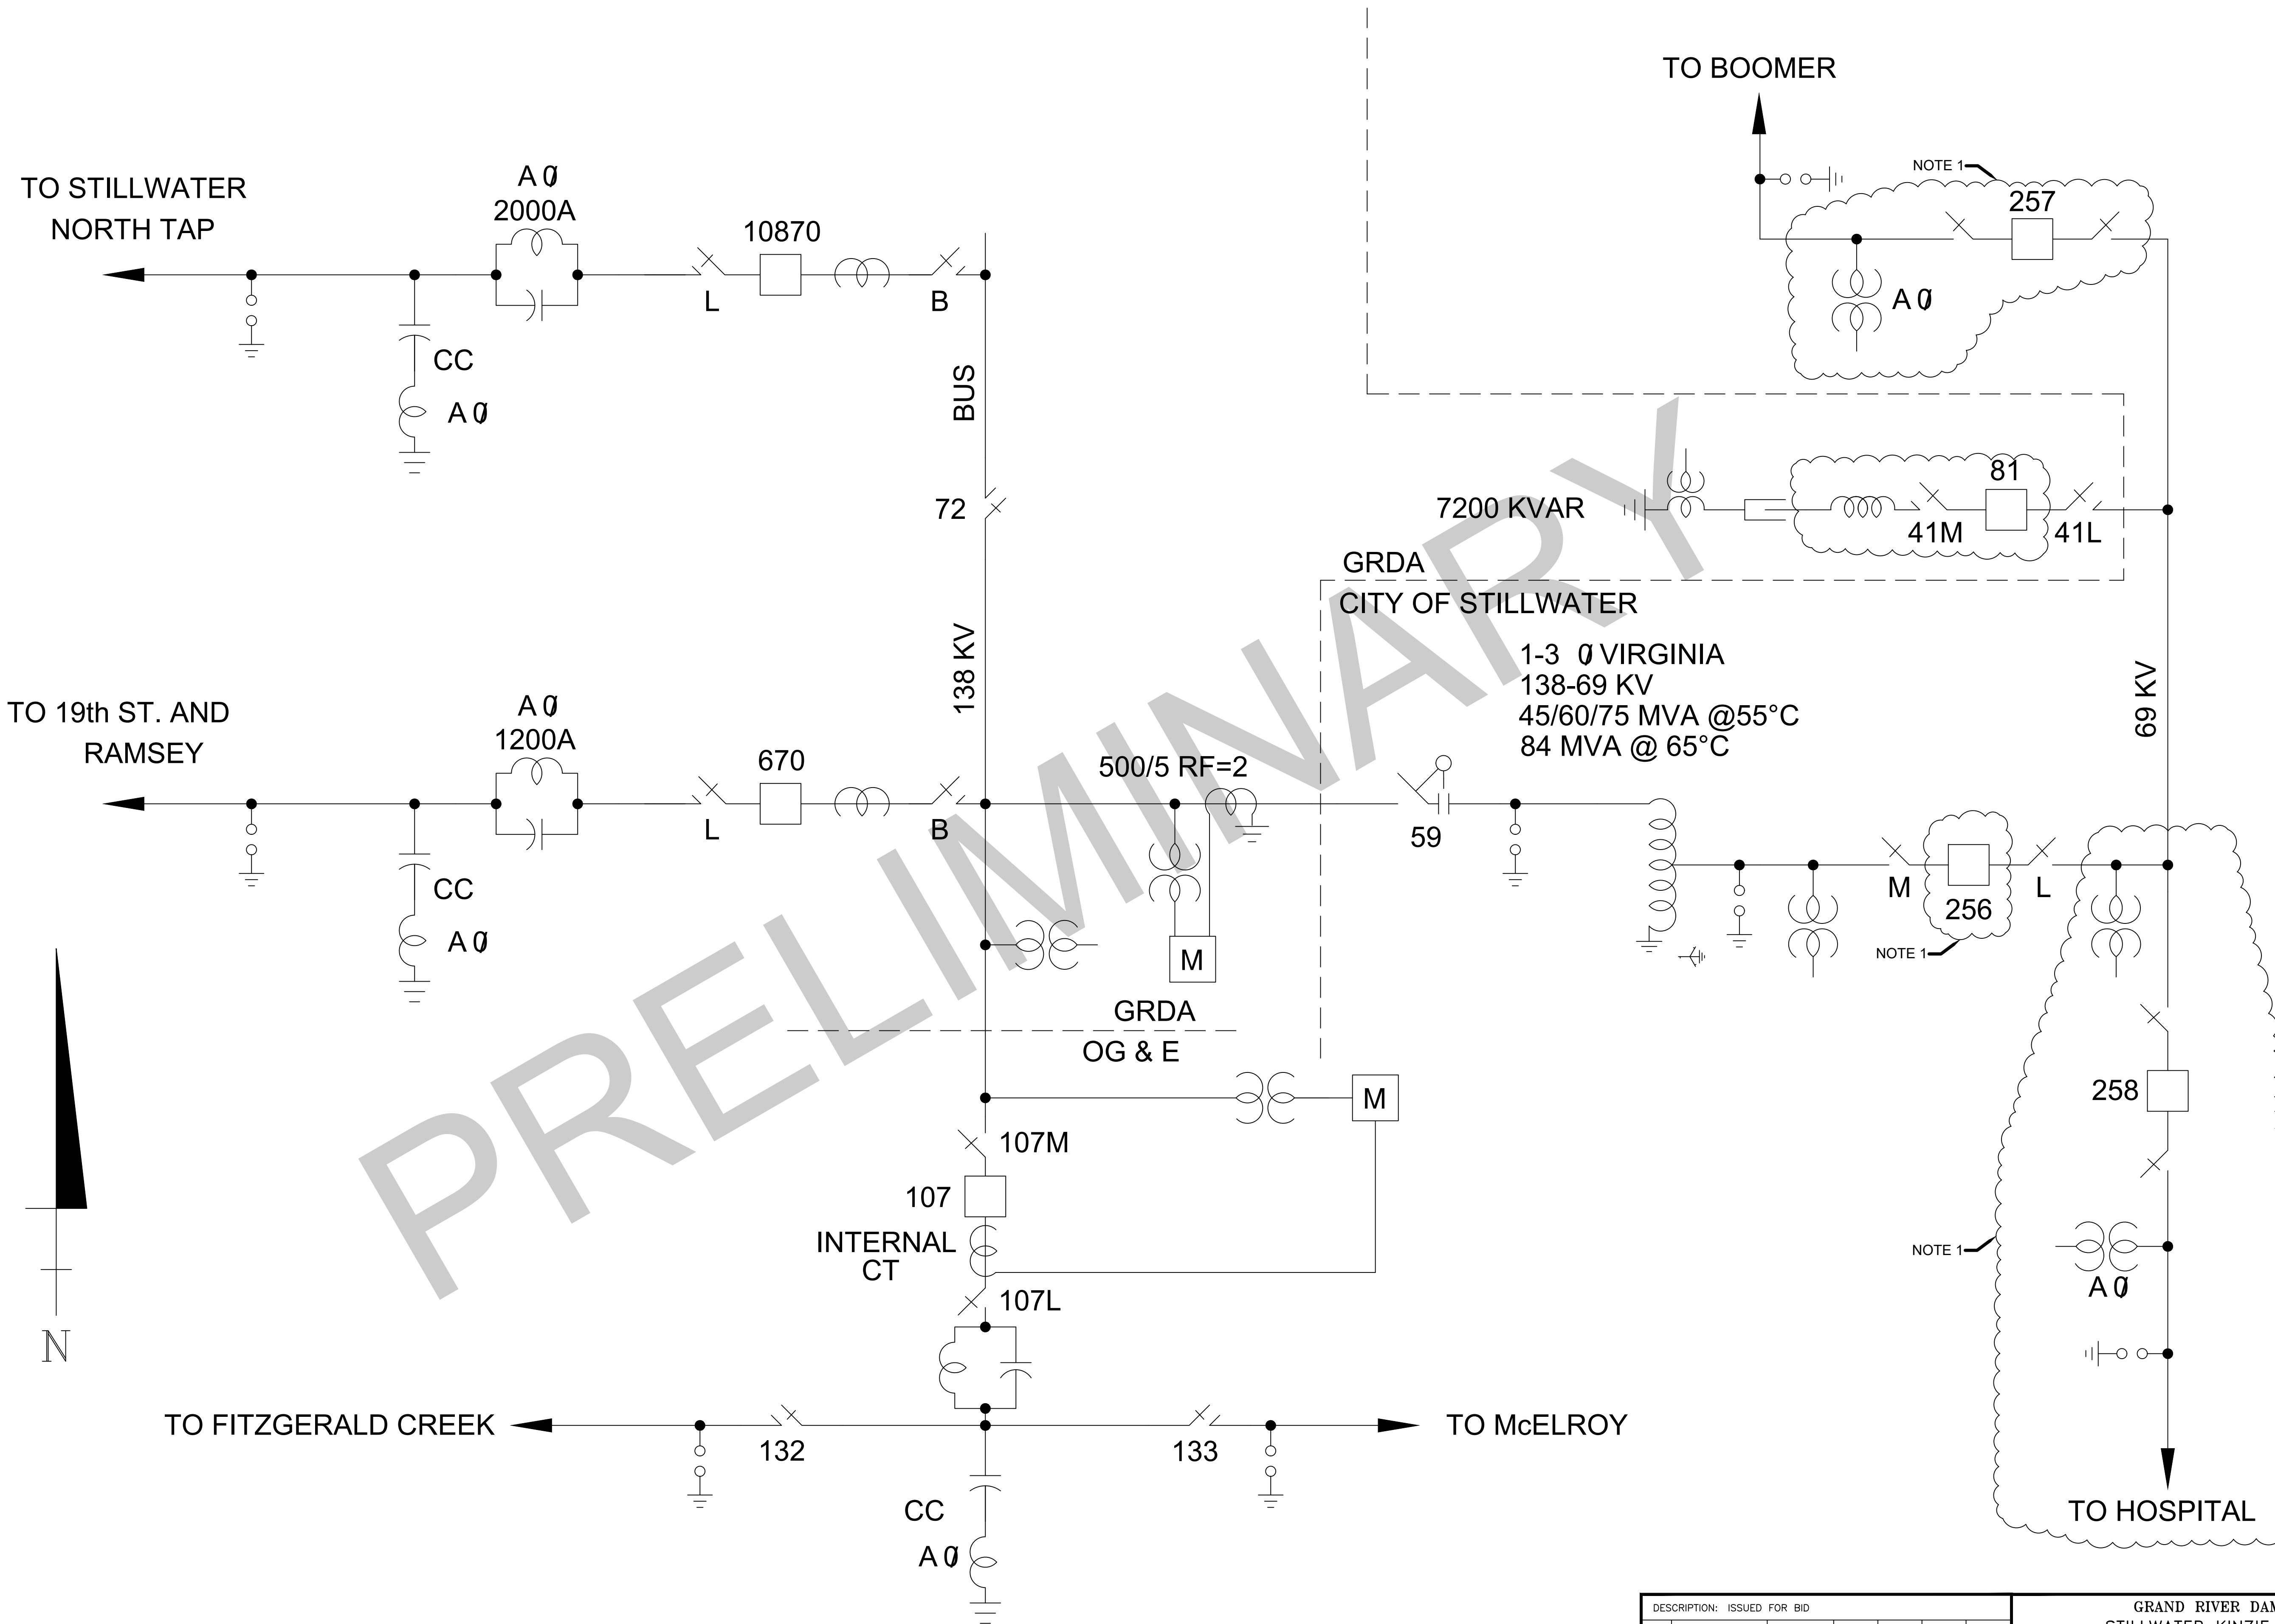 TO BOOMER
NOTE 1
257
A Ø
TO STILLWATER
NORTH TAP
A Ø
2000A
10870
L
B
CC
A Ø
BUS
72
138 KV
7200 KVAR
81
41M
41L
GRDA
CITY OF STILLWATER
1-3 Ø VIRGINIA
138-69 KV
45/60/75 MVA @55°C
84 MVA @ 65°C
69 KV
TO 19th ST. AND
RAMSEY
A Ø
1200A
670
L
B
CC
A Ø
500/5 RF=2
59
M
256
L
NOTE 1
M
GRDA
OG & E
M
107M
107
INTERNAL
CT
107L
258
NOTE 1
A Ø
N
TO FITZGERALD CREEK
132
133
TO McELROY
CC
A Ø
TO HOSPITAL
PRELIMINARY
DESCRIPTION: ISSUED FOR BID
GRAND RIVER DAM